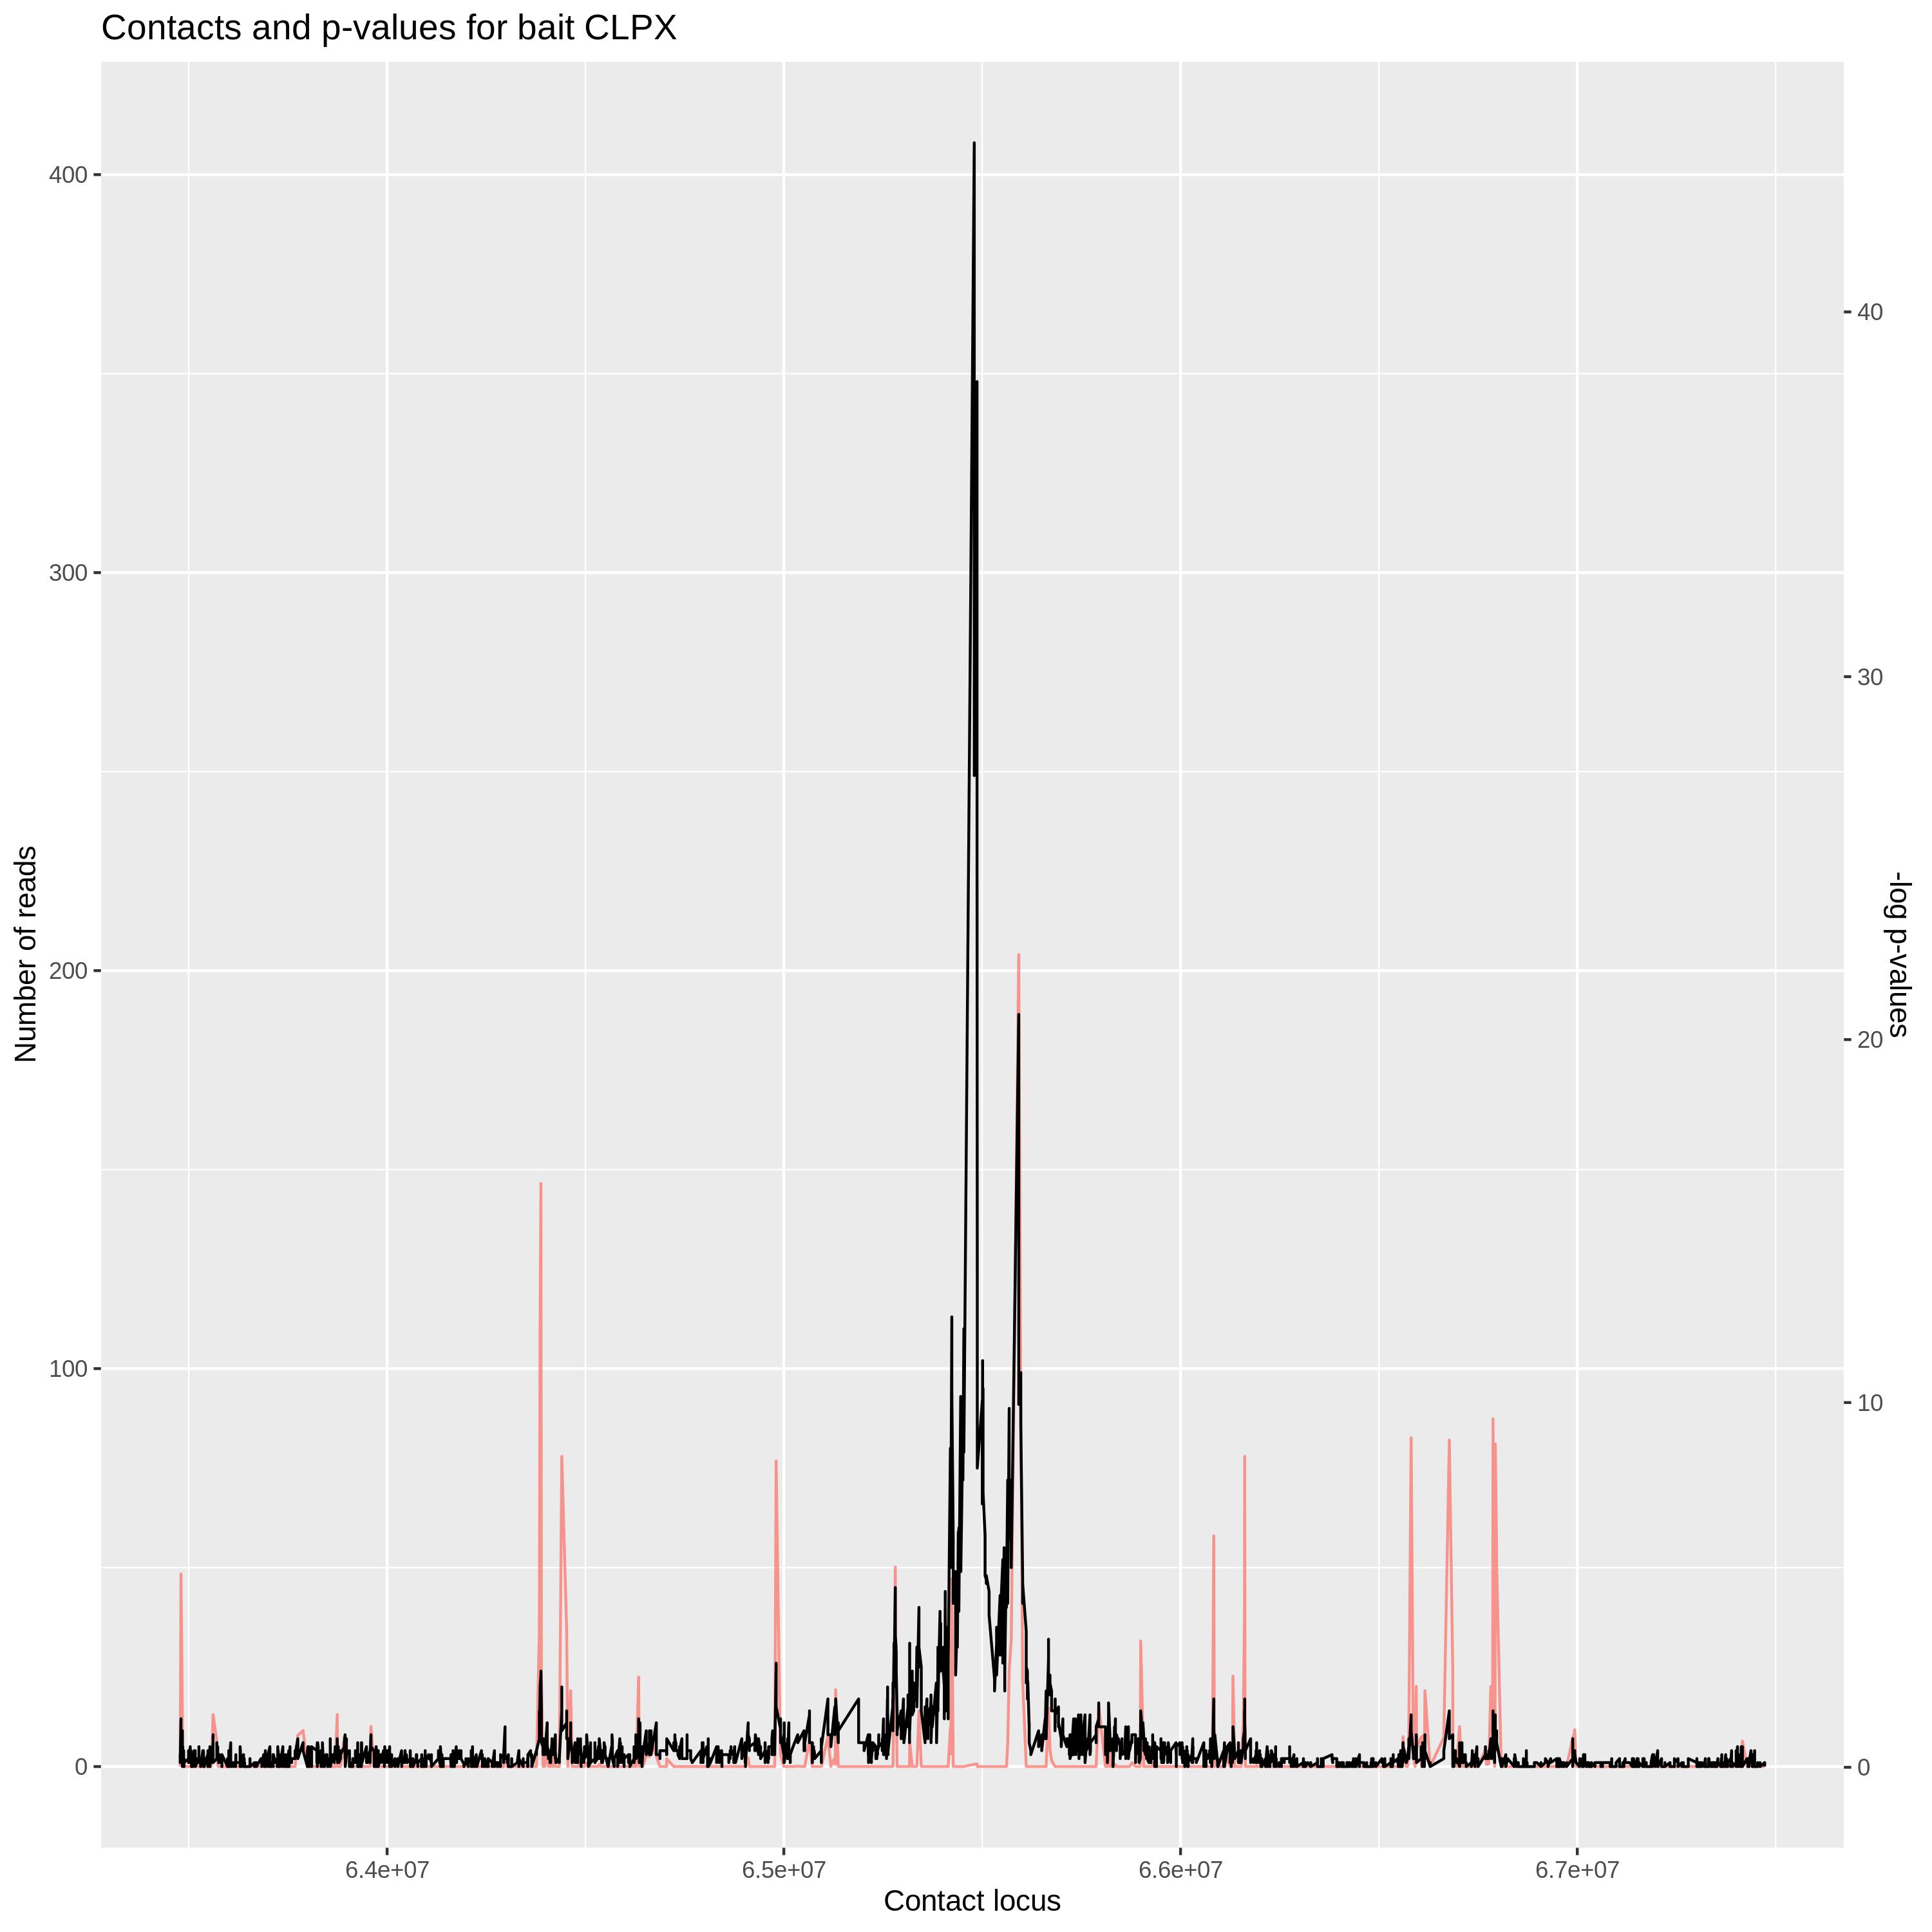 Contacts and p-values for bait CLPX
400
300
200
100
0
Number of reads
40
30
20
10
0
-log p-values
6.4e+07 6.5e+07 6.6e+07 6.7e+07
Contact locus